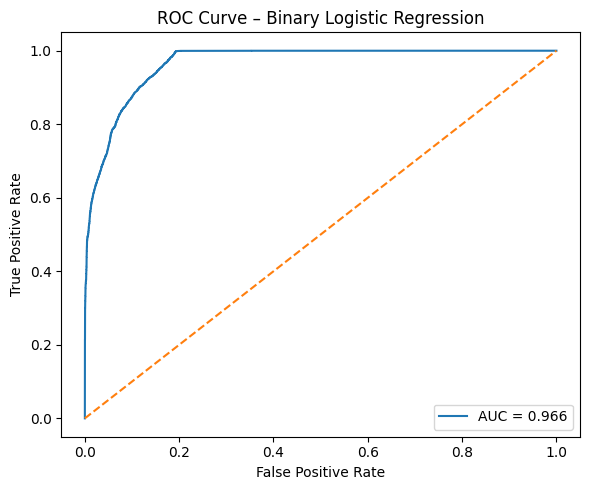 ROC Curve – Binary Logistic Regression
1.0
0.8
0.6
0.4
0.2
0.0
True Positive Rate
AUC = 0.966
0.0 0.2 0.4 0.6 0.8 1.0
False Positive Rate